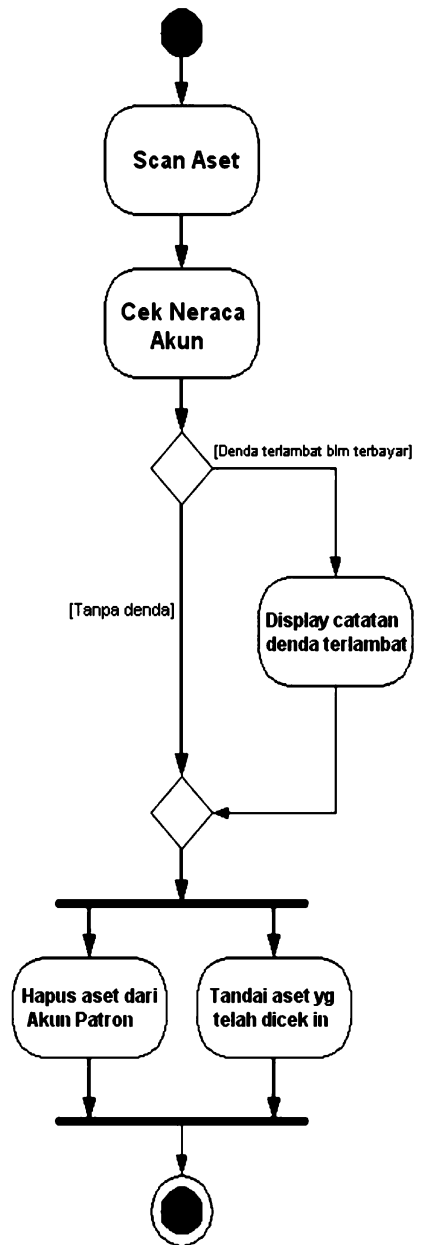 Scan Aset
Cek Neraca
Akun
[Denda terlambat blm terbayar]
[Tanpa denda]
Display catatan
denda terlambat
Hapus aset dari
Akun Patron
Tandai aset yg
telah dicek in